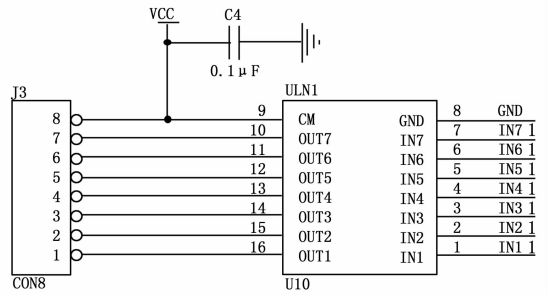 VCC C4
0.1μF
J3 ULN1
8 9 CM GND 8 GND
7 10 OUT7 IN7 7 IN7 1
6 11 OUT6 IN6 6 IN6 1
5 12 OUT5 IN5 5 IN5 1
4 13 OUT4 IN4 4 IN4 1
3 14 OUT3 IN3 3 IN3 1
2 15 OUT2 IN2 2 IN2 1
1 16 OUT1 IN1 1 IN1 1
CON8 U10